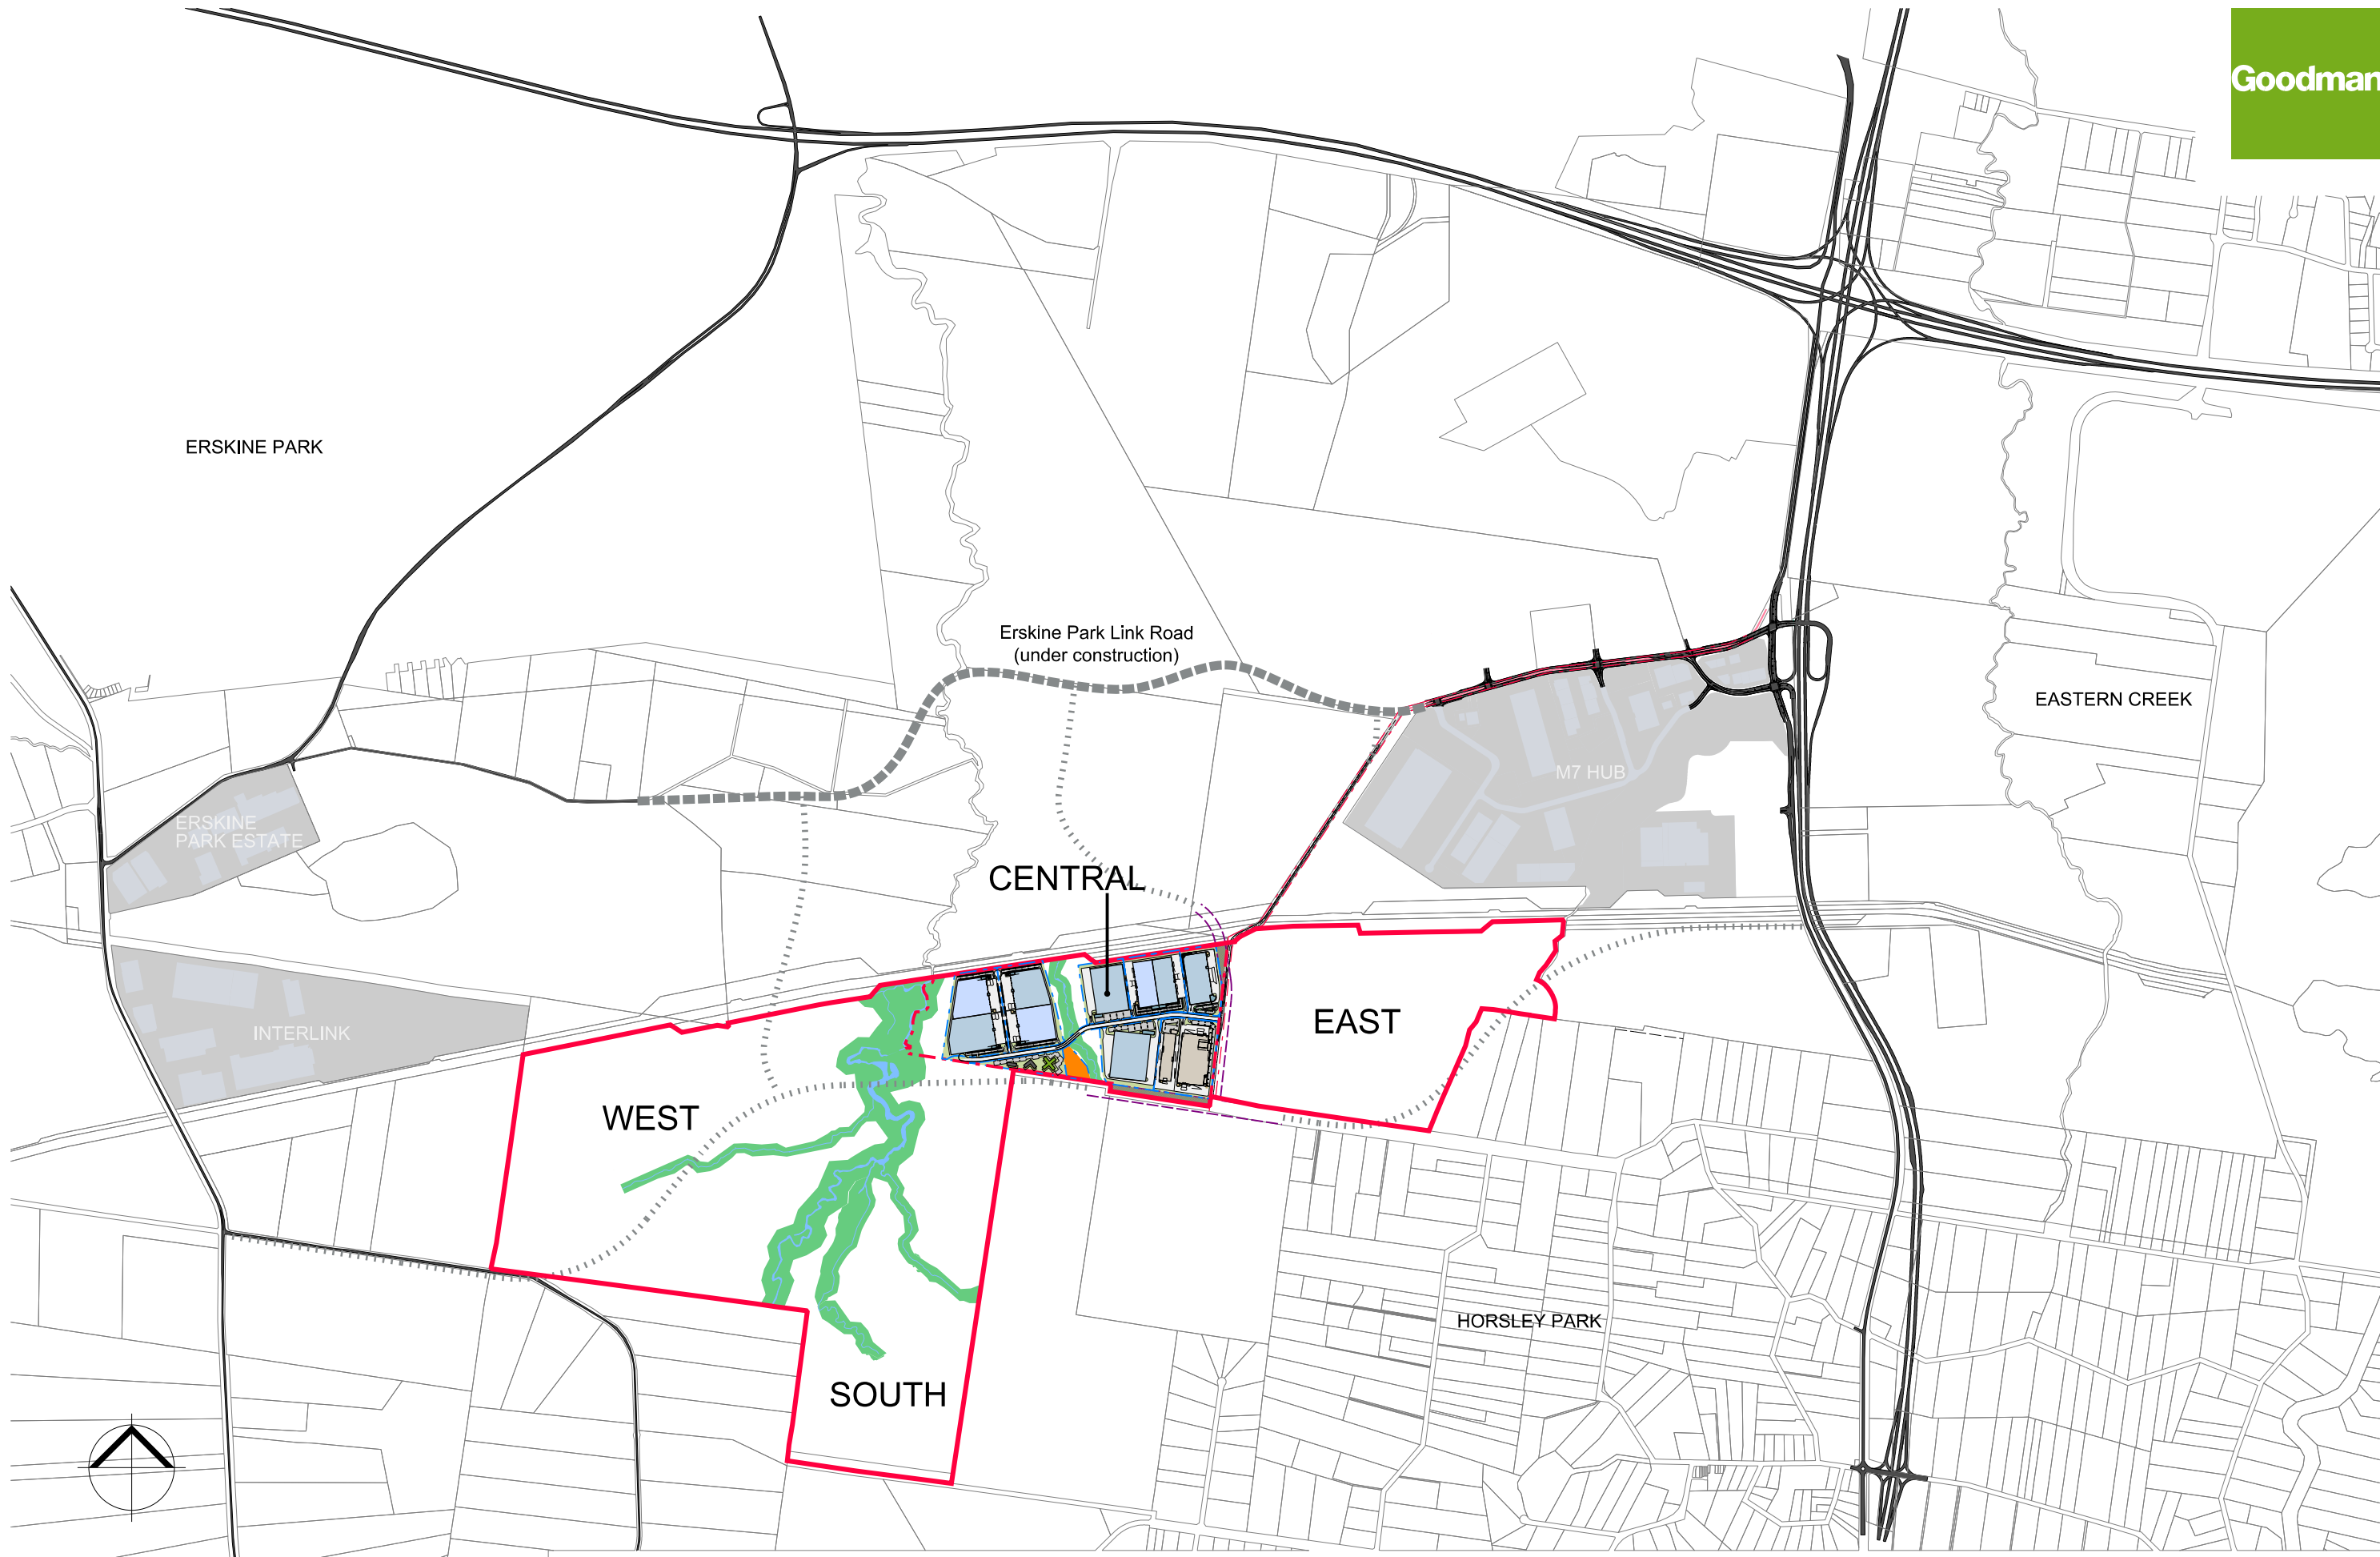 Goodman
ERSKINE PARK
Erskine Park Link Road
(under construction)
EASTERN CREEK
M7 HUB
ERSKINE
PARK ESTATE
CENTRAL
EAST
INTERLINK
WEST
HORSLEY PARK
SOUTH